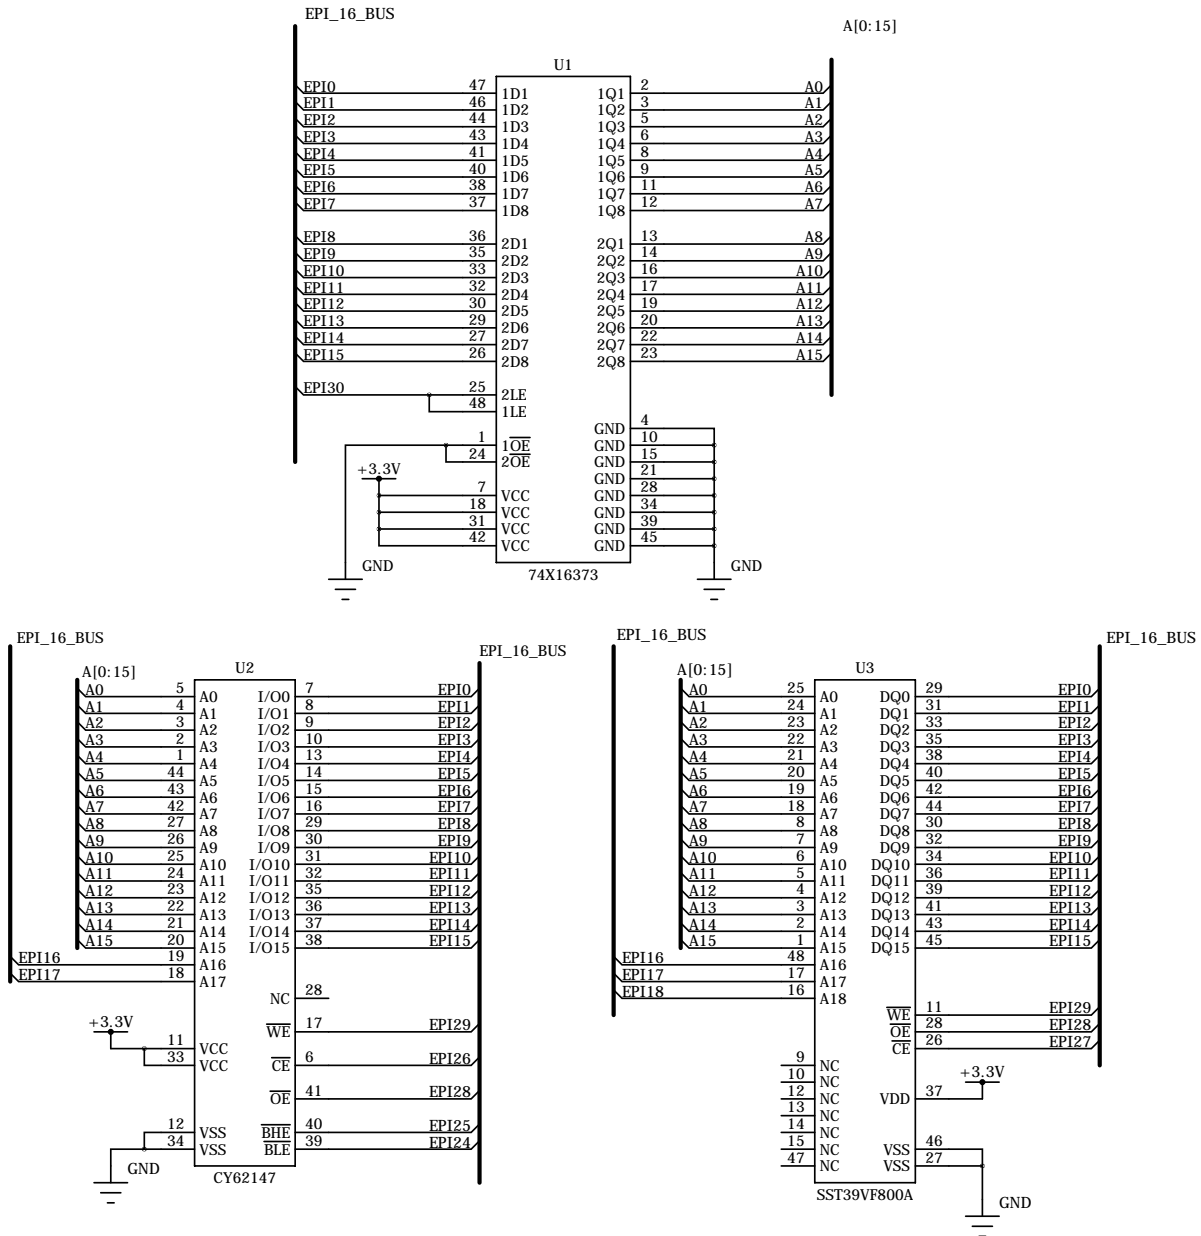 EPI_16_BUS
A[0:15]
U1
EPI0 47 1D1 1Q1 2 A0
EPI1 46 1D2 1Q2 3 A1
EPI2 44 1D3 1Q3 5 A2
EPI3 43 1D4 1Q4 6 A3
EPI4 41 1D5 1Q5 8 A4
EPI5 40 1D6 1Q6 9 A5
EPI6 38 1D7 1Q7 11 A6
EPI7 37 1D8 1Q8 12 A7
EPI8 36 2D1 2Q1 13 A8
EPI9 35 2D2 2Q2 14 A9
EPI10 33 2D3 2Q3 16 A10
EPI11 32 2D4 2Q4 17 A11
EPI12 30 2D5 2Q5 19 A12
EPI13 29 2D6 2Q6 20 A13
EPI14 27 2D7 2Q7 22 A14
EPI15 26 2D8 2Q8 23 A15
EPI30 25 2LE
48 1LE
GND 4
1 1OE GND 10
24 2OE GND 15
+3.3V GND 21
7 VCC GND 28
18 VCC GND 34
31 VCC GND 39
42 VCC GND 45
GND GND
74X16373
EPI_16_BUS
EPI_16_BUS
A[0:15] U2
A0 5 A0 I/O0 7 EPI0
A1 4 A1 I/O1 8 EPI1
A2 3 A2 I/O2 9 EPI2
A3 2 A3 I/O3 10 EPI3
A4 1 A4 I/O4 13 EPI4
A5 44 A5 I/O5 14 EPI5
A6 43 A6 I/O6 15 EPI6
A7 42 A7 I/O7 16 EPI7
A8 27 A8 I/O8 29 EPI8
A9 26 A9 I/O9 30 EPI9
A10 25 A10 I/O10 31 EPI10
A11 24 A11 I/O11 32 EPI11
A12 23 A12 I/O12 35 EPI12
A13 22 A13 I/O13 36 EPI13
A14 21 A14 I/O14 37 EPI14
A15 20 A15 I/O15 38 EPI15
EPI16 19 A16
EPI17 18 A17
NC 28
+3.3V WE 17 EPI29
11 VCC
33 VCC CE 6 EPI26
OE 41 EPI28
12 VSS BHE 40 EPI25
34 VSS BLE 39 EPI24
GND
CY62147
EPI_16_BUS
EPI_16_BUS
A[0:15] U3
A0 25 A0 DQ0 29 EPI0
A1 24 A1 DQ1 31 EPI1
A2 23 A2 DQ2 33 EPI2
A3 22 A3 DQ3 35 EPI3
A4 21 A4 DQ4 38 EPI4
A5 20 A5 DQ5 40 EPI5
A6 19 A6 DQ6 42 EPI6
A7 18 A7 DQ7 44 EPI7
A8 8 A8 DQ8 30 EPI8
A9 7 A9 DQ9 32 EPI9
A10 6 A10 DQ10 34 EPI10
A11 5 A11 DQ11 36 EPI11
A12 4 A12 DQ12 39 EPI12
A13 3 A13 DQ13 41 EPI13
A14 2 A14 DQ14 43 EPI14
A15 1 A15 DQ15 45 EPI15
EPI16 48 A16
EPI17 17 A17
EPI18 16 A18
WE 11 EPI29
OE 28 EPI28
CE 26 EPI27
9 NC
10 NC +3.3V
12 NC VDD 37
13 NC
14 NC
15 NC VSS 46
47 NC VSS 27
SST39VF800A
GND